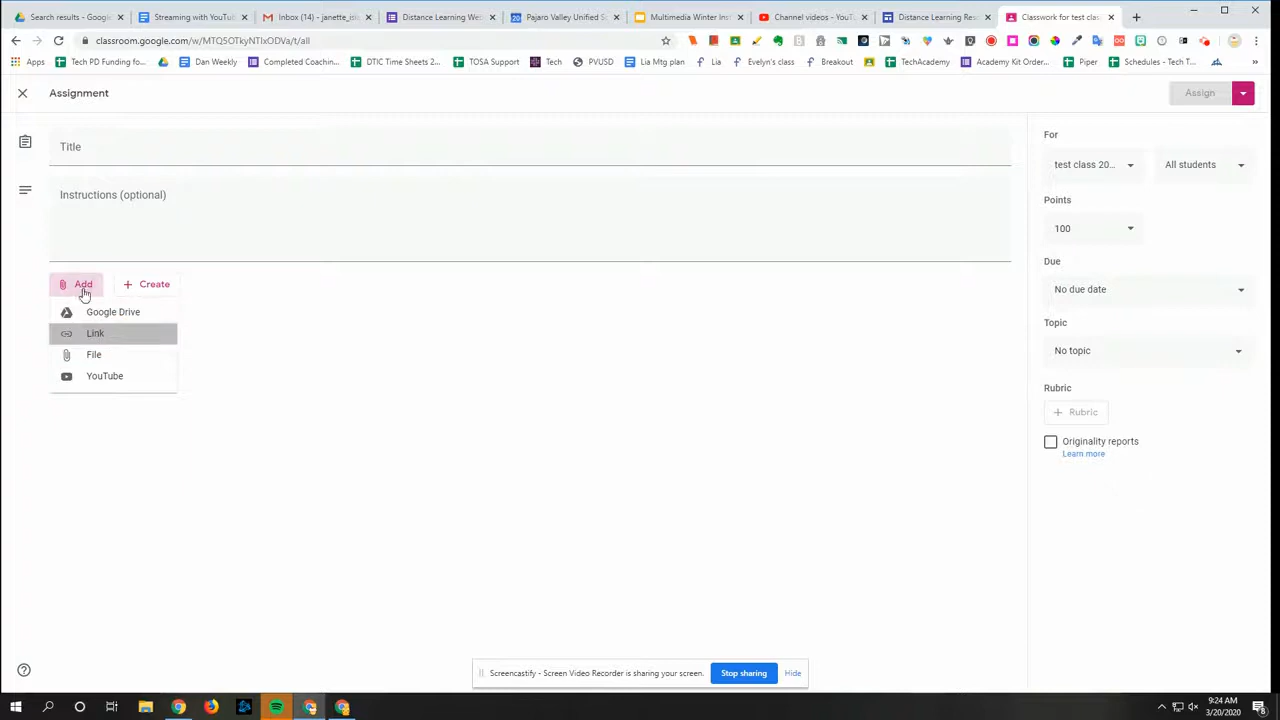 Search results - google
Streaming with YouTub
Inbox (14) - janette_
Distance Learning We
Pajaro Valley Unified S
Multimedia Winter Ins
Channel videos - YouTu
Distance Learning Res
Classwork for test clas
classroom.google.com/w/
Apps
Tech PD Funding fo...
Dan Weekly
Completed Coachin...
DTIC Time Sheets 2...
TOSA Support
Tech
PVUSD
Lia Mtg plan
Lia
Evelyn's class
Breakout
TechAcademy
Academy Kit Order...
Piper
Schedules - Tech T...
Assignment
Assign
Title
Instructions (optional)
Add
Create
Google Drive
Link
File
YouTube
For
test class 20...
All students
Points
100
Due
No due date
Topic
No topic
Rubric
+ Rubric
Originality reports
Learn more
Screencastify - Screen Video Recorder is sharing your screen.
Stop sharing
Hide
9:24 AM
3/20/2020